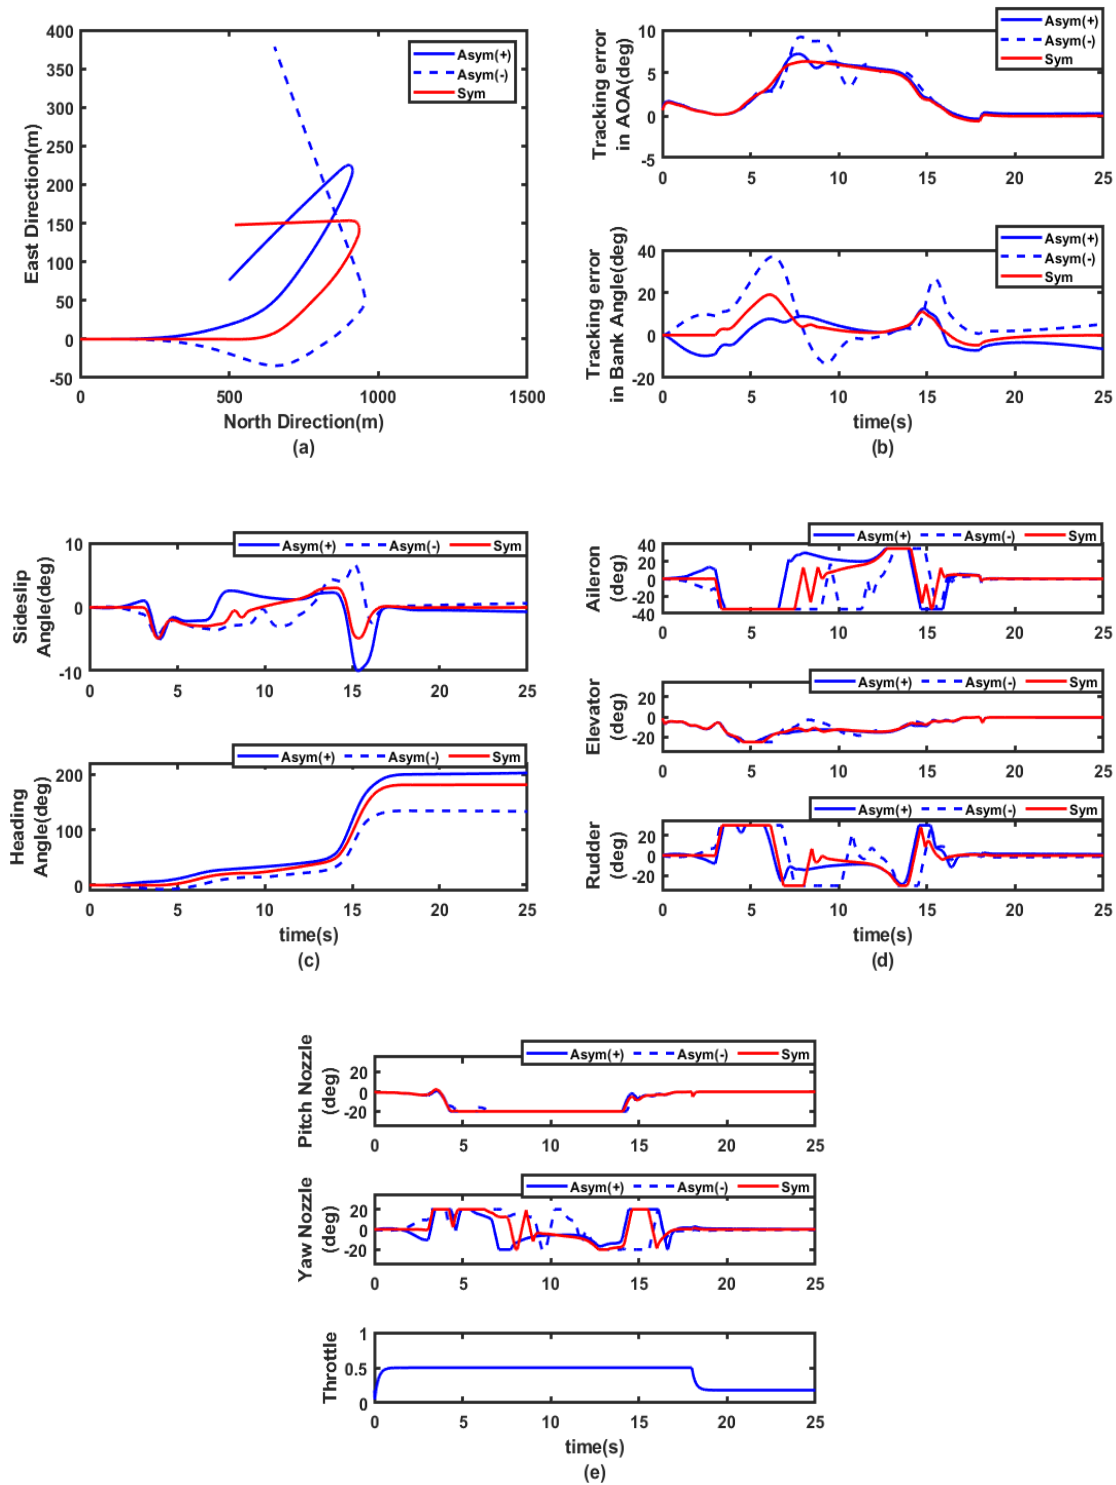 400
350
300
250
200
150
100
50
0
-50
East Direction(m)
Asym(+)
Asym(-)
Sym
0 500 1000 1500
North Direction(m)
(a)
10
5
0
-5
Tracking error
in AOA(deg)
Asym(+)
Asym(-)
Sym
0 5 10 15 20 25
40
20
0
-20
Tracking error
in Bank Angle(deg)
Asym(+)
Asym(-)
Sym
0 5 10 15 20 25
time(s)
(b)
10
0
-10
Sideslip
Angle(deg)
Asym(+) Asym(-) Sym
0 5 10 15 20 25
200
100
0
Heading
Angle(deg)
Asym(+) Asym(-) Sym
0 5 10 15 20 25
time(s)
(c)
40
20
0
-20
-40
Aileron
(deg)
Asym(+) Asym(-) Sym
0 5 10 15 20 25
20
0
-20
Elevator
(deg)
Asym(+) Asym(-) Sym
0 5 10 15 20 25
20
0
-20
Rudder
(deg)
Asym(+) Asym(-) Sym
0 5 10 15 20 25
time(s)
(d)
20
0
-20
Pitch Nozzle
(deg)
Asym(+) Asym(-) Sym
0 5 10 15 20 25
20
0
-20
Yaw Nozzle
(deg)
Asym(+) Asym(-) Sym
0 5 10 15 20 25
1
0.5
0
Throttle
0 5 10 15 20 25
time(s)
(e)